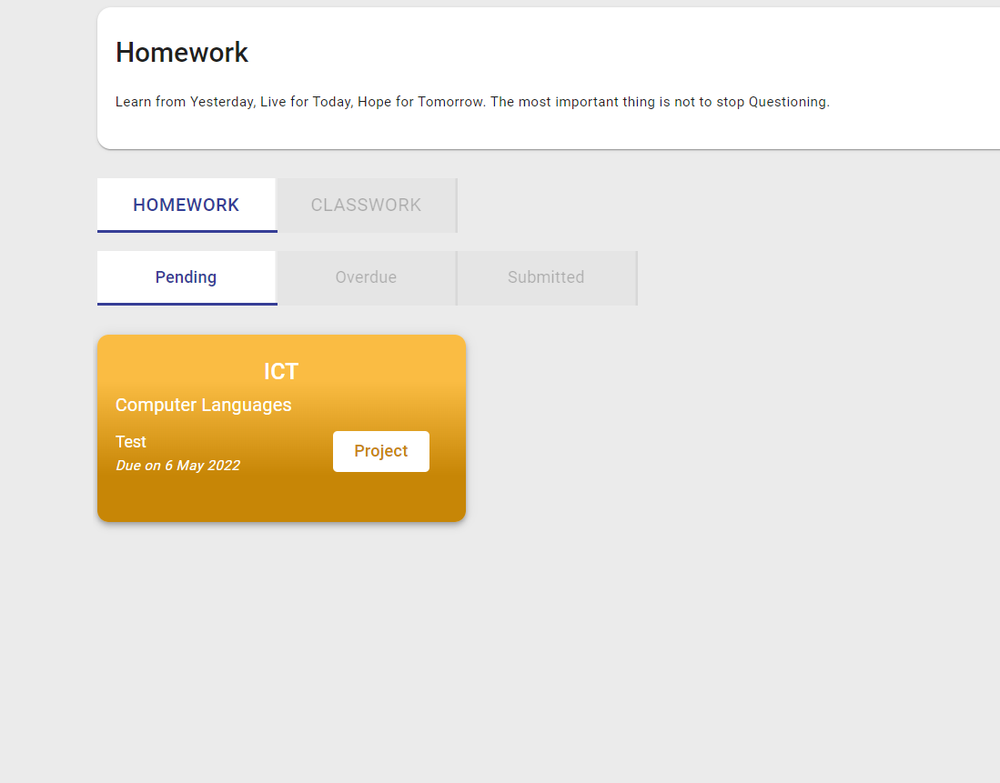 Homework
Learn from Yesterday, Live for Today, Hope for Tomorrow. The most important thing is not to stop Questioning.
HOMEWORK CLASSWORK
Pending Overdue Submitted
ICT
Computer Languages
Test
Project
Due on 6 May 2022